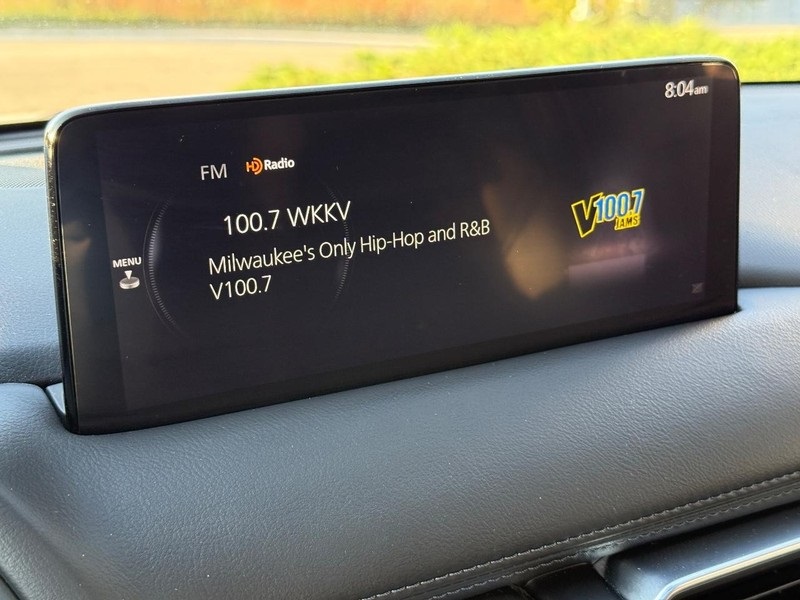 8:04am
FM HD Radio
100.7 WKKV
MENU
Milwaukee's Only Hip-Hop and R&B
V100.7
V100.7
JAMS